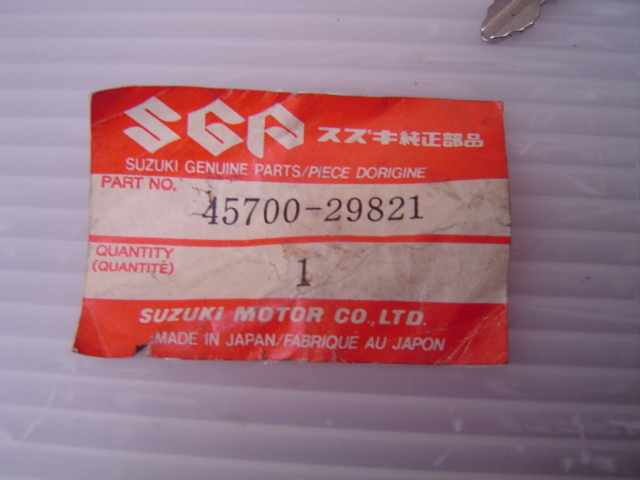 SGP スズキ純正部品
SUZUKI GENUINE PARTS/PIECE DORIGINE
PART NO.
45700-29821
QUANTITY
(QUANTITÉ)
1
SUZUKI MOTOR CO.,LTD.
MADE IN JAPAN/FABRIQUÉ AU JAPON